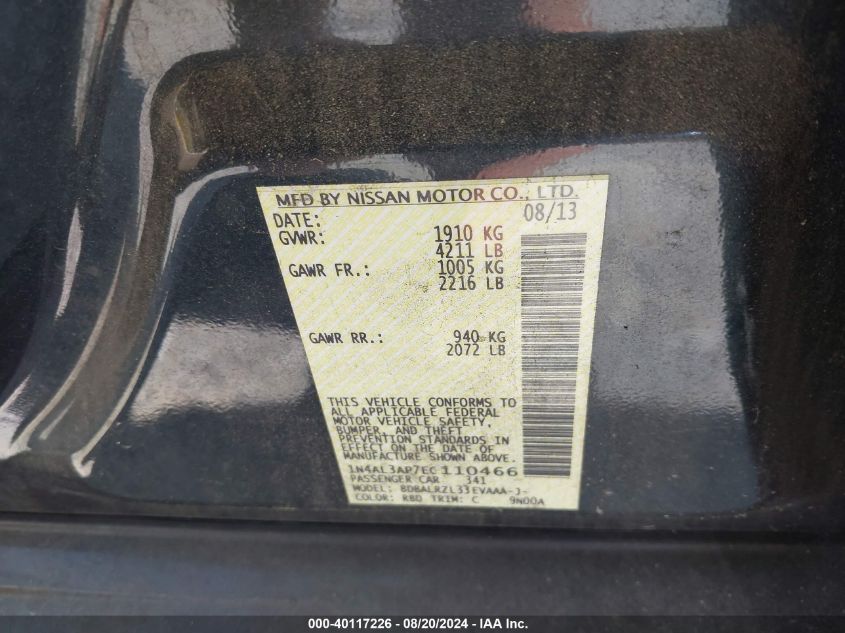 MFD BY NISSAN MOTOR CO., LTD.
DATE: 08/13
GVWR: 1910 KG
4211 LB
GAWR FR.: 1005 KG
2216 LB
GAWR RR.: 940 KG
2072 LB
THIS VEHICLE CONFORMS TO
ALL APPLICABLE FEDERAL
MOTOR VEHICLE SAFETY,
BUMPER, AND THEFT
PREVENTION STANDARDS IN
EFFECT ON THE DATE OF
MANUFACTURE SHOWN ABOVE.
1N4AL3AP7EC110466
PASSENGER CAR 341
MODEL: BDBALRZL33EVAAA-J-
COLOR: RBD TRIM: C 9N00A
000-40117226 - 08/20/2024 - IAA Inc.